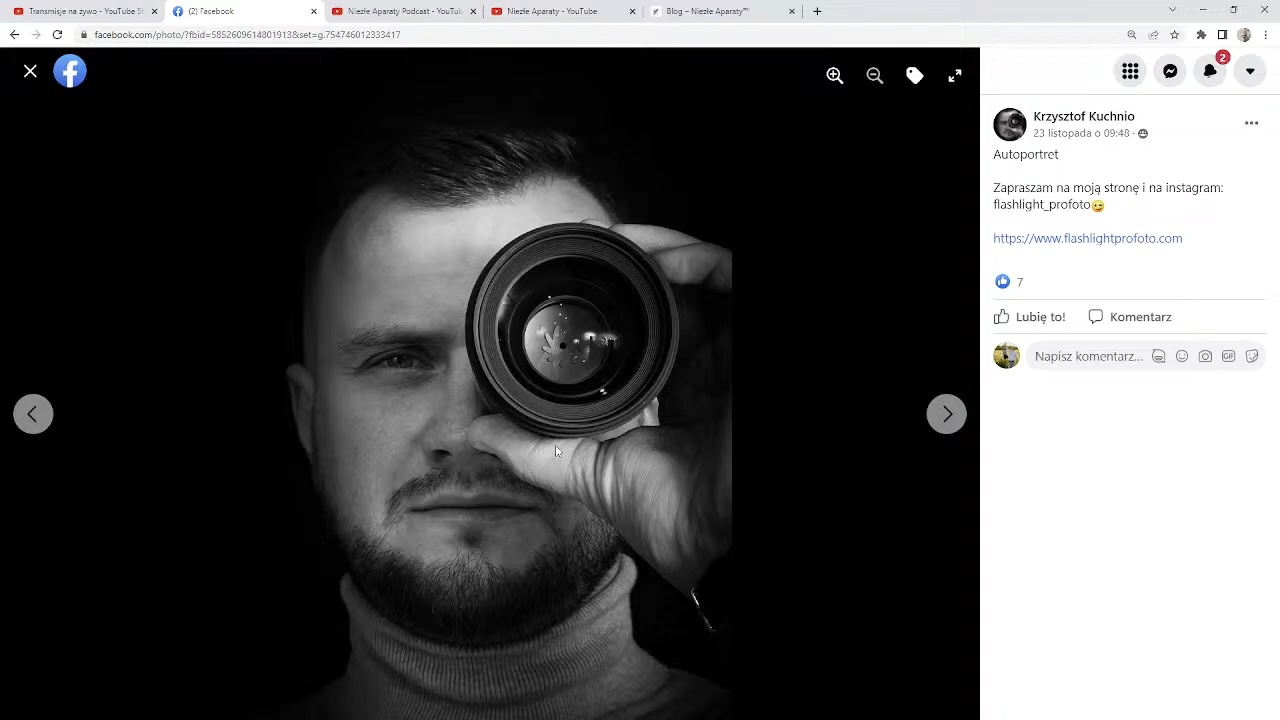 Transmisje na żywo - YouTube St
(2) Facebook
Niezłe Aparaty Podcast - YouTub
Niezłe Aparaty - YouTube
Blog – Niezłe Aparaty™
facebook.com/photo/?fbid=5852609614801913&set=g.754746012333417
2
Krzysztof Kuchnio
23 listopada o 09:48 ·
Autoportret
Zapraszam na moją stronę i na instagram:
flashlight_profoto😉
https://www.flashlightprofoto.com
7
Lubię to!
Komentarz
Napisz komentarz...
GIF